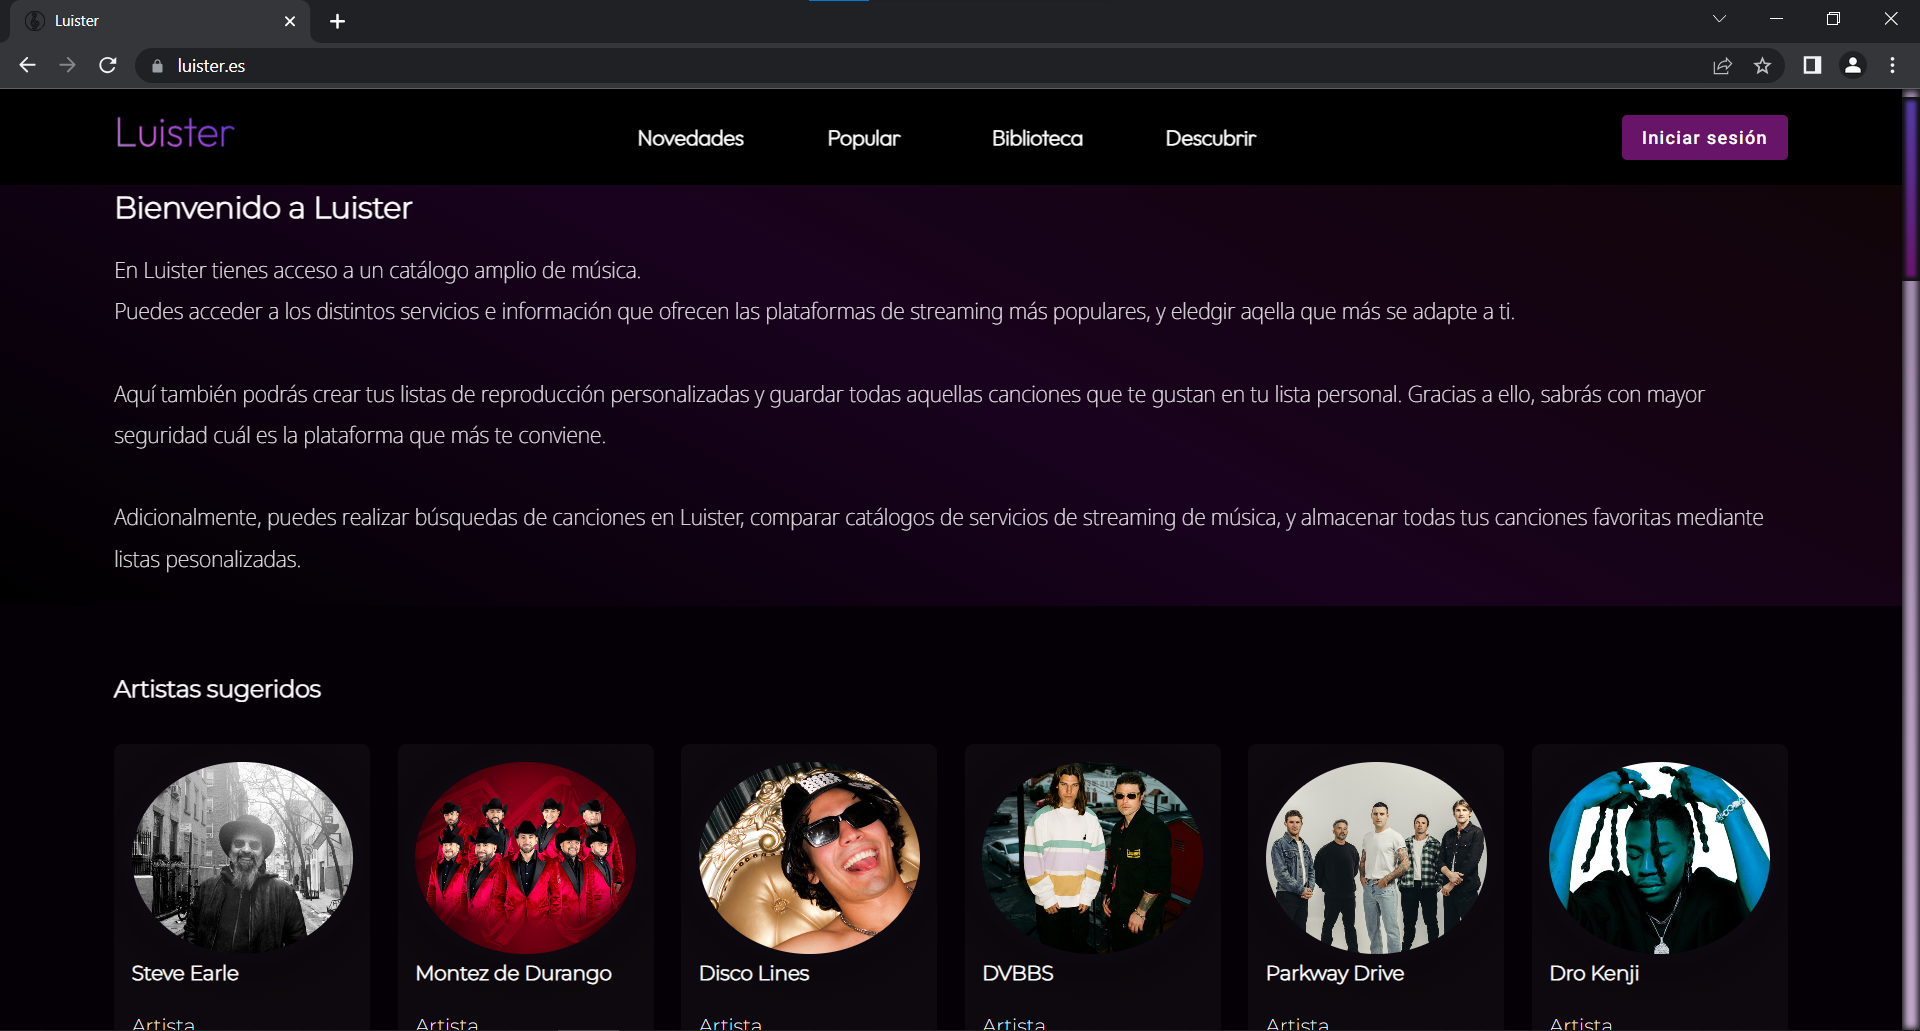 Luister
luister.es
Luister
Novedades
Popular
Biblioteca
Descubrir
Iniciar sesión
Bienvenido a Luister
En Luister tienes acceso a un catálogo amplio de música.
Puedes acceder a los distintos servicios e información que ofrecen las plataformas de streaming más populares, y eledgir aqella que más se adapte a ti.
Aquí también podrás crear tus listas de reproducción personalizadas y guardar todas aquellas canciones que te gustan en tu lista personal. Gracias a ello, sabrás con mayor
seguridad cuál es la plataforma que más te conviene.
Adicionalmente, puedes realizar búsquedas de canciones en Luister, comparar catálogos de servicios de streaming de música, y almacenar todas tus canciones favoritas mediante
listas pesonalizadas.
Artistas sugeridos
Steve Earle
Montez de Durango
Disco Lines
DVBBS
Parkway Drive
Dro Kenji
Artista
Artista
Artista
Artista
Artista
Artista